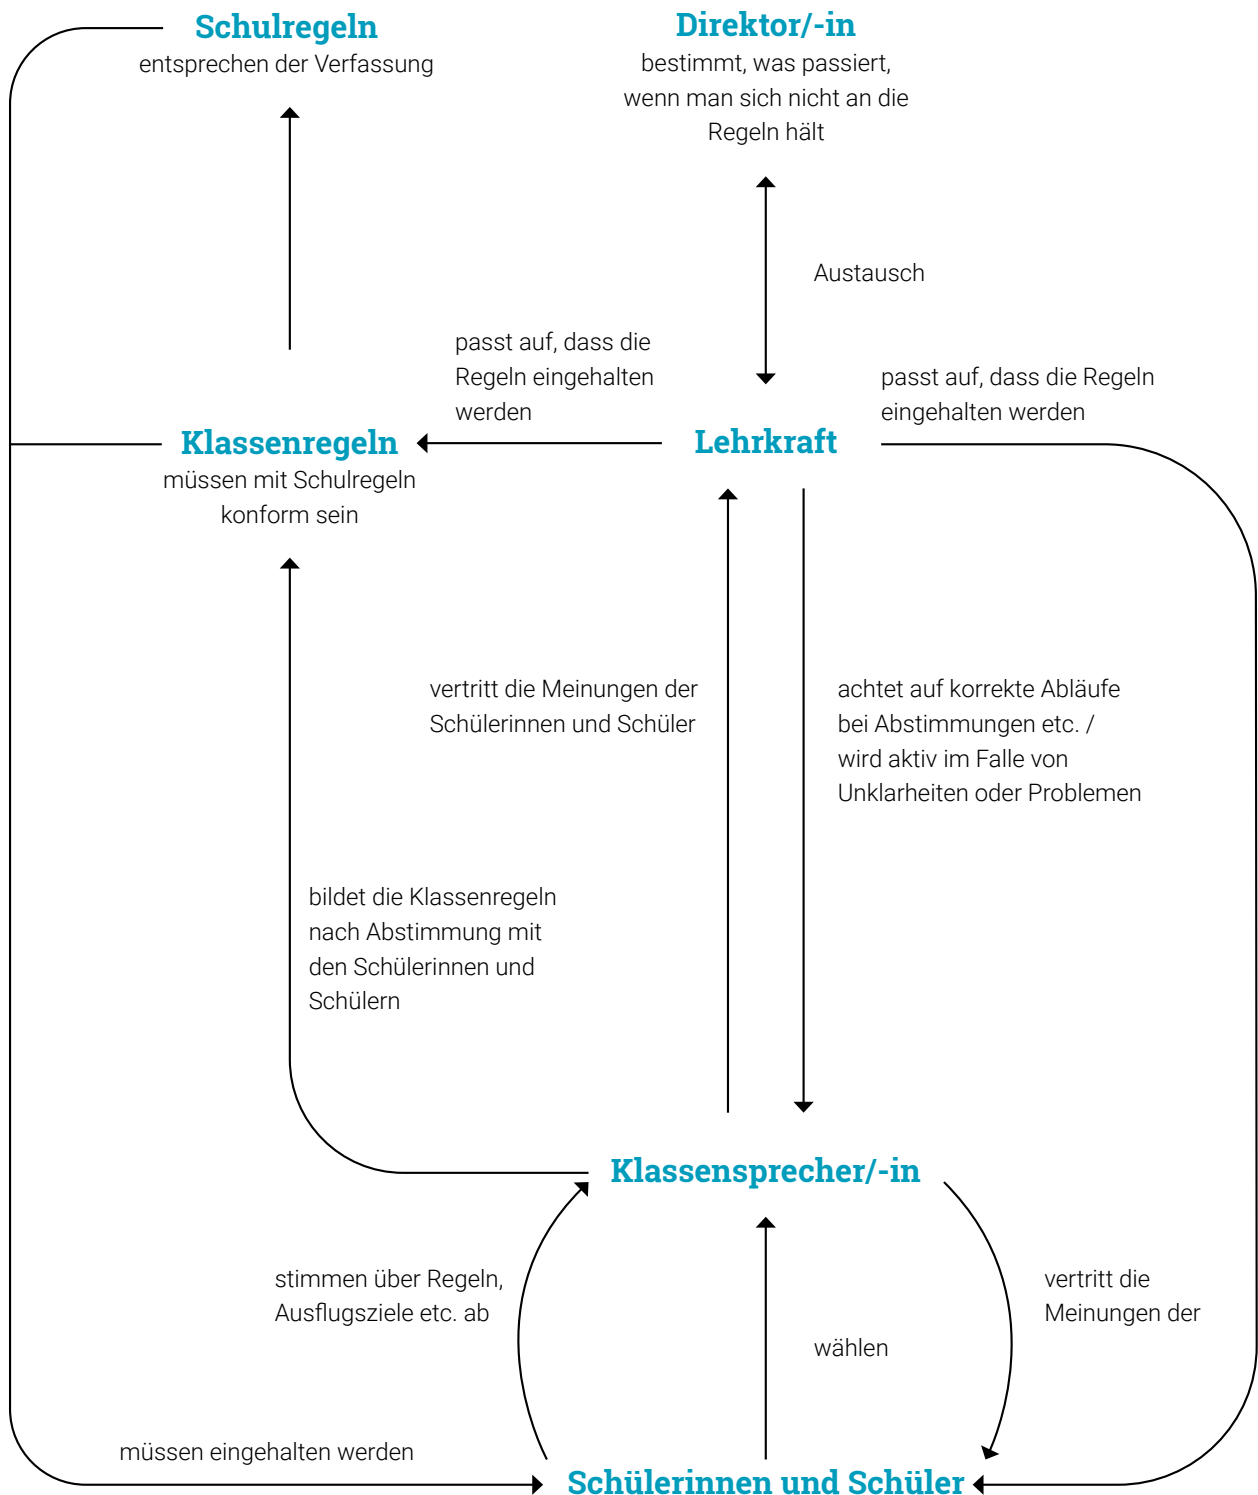 Schulregeln
entsprechen der Verfassung
Direktor/-in
bestimmt, was passiert,
wenn man sich nicht an die
Regeln hält
Austausch
passt auf, dass die
Regeln eingehalten
werden
passt auf, dass die Regeln
eingehalten werden
Klassenregeln
müssen mit Schulregeln
konform sein
Lehrkraft
vertritt die Meinungen der
Schülerinnen und Schüler
achtet auf korrekte Abläufe
bei Abstimmungen etc. /
wird aktiv im Falle von
Unklarheiten oder Problemen
bildet die Klassenregeln
nach Abstimmung mit
den Schülerinnen und
Schülern
Klassensprecher/-in
stimmen über Regeln,
Ausflugsziele etc. ab
wählen
vertritt die
Meinungen der
müssen eingehalten werden
Schülerinnen und Schüler